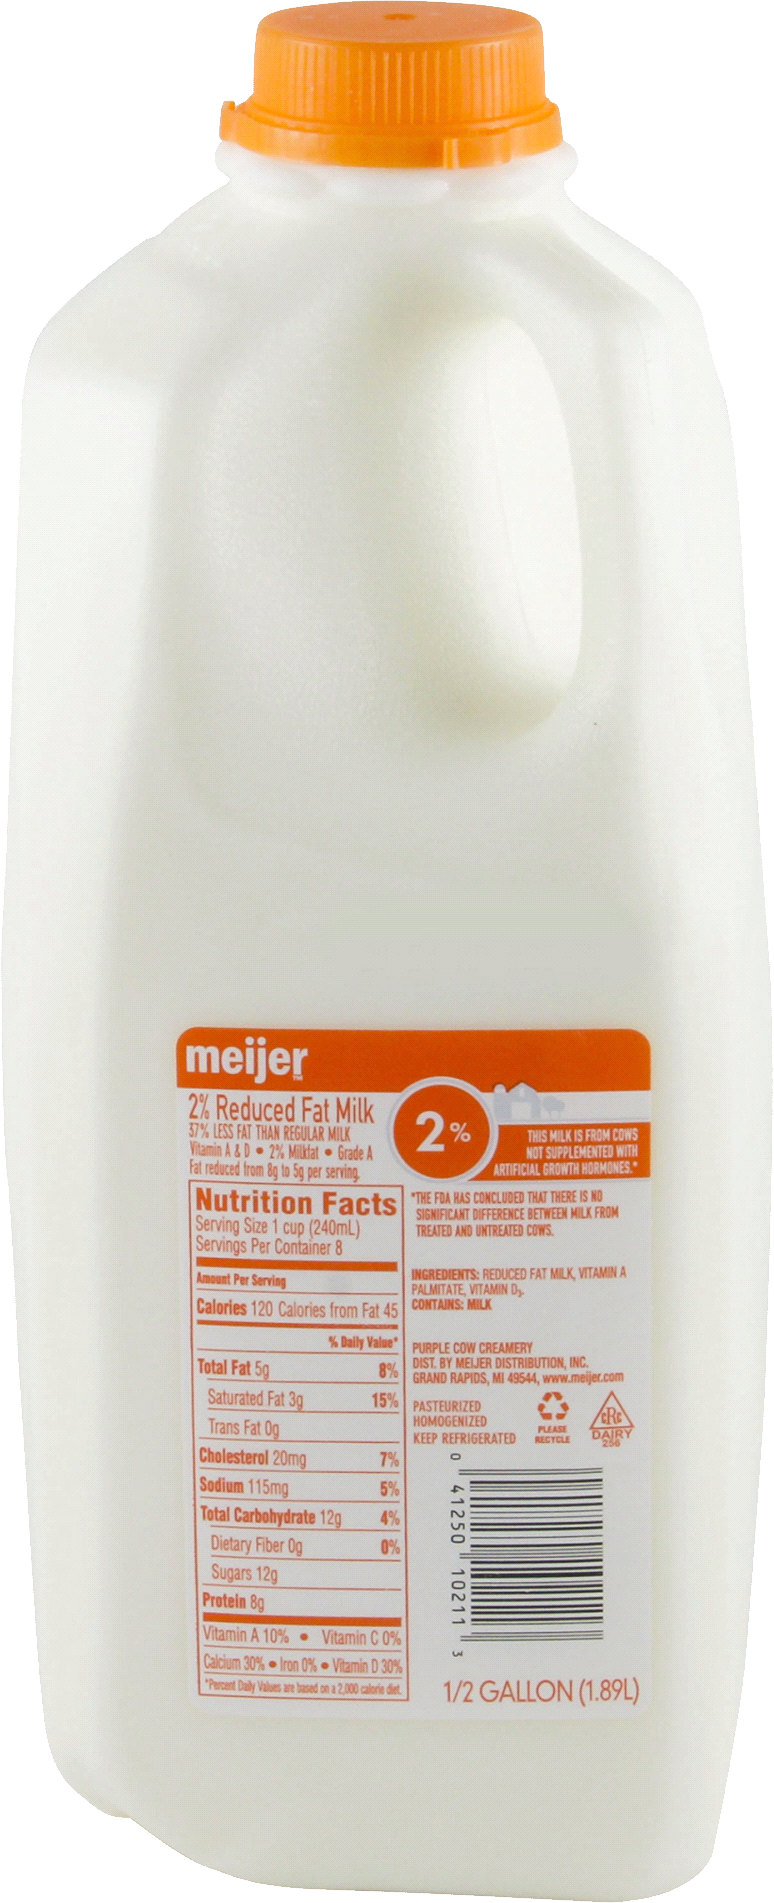 meijer
™
2% Reduced Fat Milk
37% LESS FAT THAN REGULAR MILK
Vitamin A & D • 2% Milkfat • Grade A
Fat reduced from 8g to 5g per serving.
2%
THIS MILK IS FROM COWS
NOT SUPPLEMENTED WITH
ARTIFICIAL GROWTH HORMONES.*
Nutrition Facts
Serving Size 1 cup (240mL)
Servings Per Container 8
Amount Per Serving
Calories 120 Calories from Fat 45
% Daily Value*
Total Fat 5g 8%
Saturated Fat 3g 15%
Trans Fat 0g
Cholesterol 20mg 7%
Sodium 115mg 5%
Total Carbohydrate 12g 4%
Dietary Fiber 0g 0%
Sugars 12g
Protein 8g
Vitamin A 10% • Vitamin C 0%
Calcium 30% • Iron 0% • Vitamin D 30%
*Percent Daily Values are based on a 2,000 calorie diet.
*THE FDA HAS CONCLUDED THAT THERE IS NO
SIGNIFICANT DIFFERENCE BETWEEN MILK FROM
TREATED AND UNTREATED COWS.
INGREDIENTS: REDUCED FAT MILK, VITAMIN A
PALMITATE, VITAMIN D₃.
CONTAINS: MILK
PURPLE COW CREAMERY
DIST. BY MEIJER DISTRIBUTION, INC.
GRAND RAPIDS, MI 49544, www.meijer.com
PASTEURIZED
HOMOGENIZED
KEEP REFRIGERATED
PLEASE
RECYCLE
cRc
DAIRY
256
0 41250 10211 3
1/2 GALLON (1.89L)